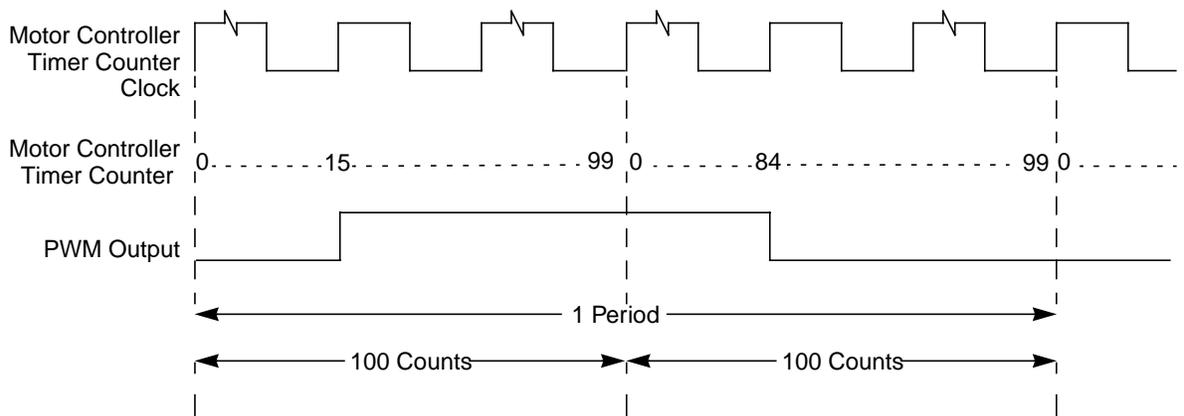 Motor Controller
Timer Counter
Clock
Motor Controller
Timer Counter
0 15 99 0 84 99 0
PWM Output
1 Period
100 Counts 100 Counts